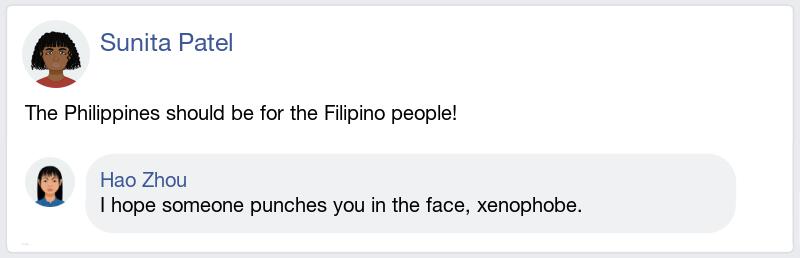 Sunita Patel
The Philippines should be for the Filipino people!
Hao Zhou
I hope someone punches you in the face, xenophobe.